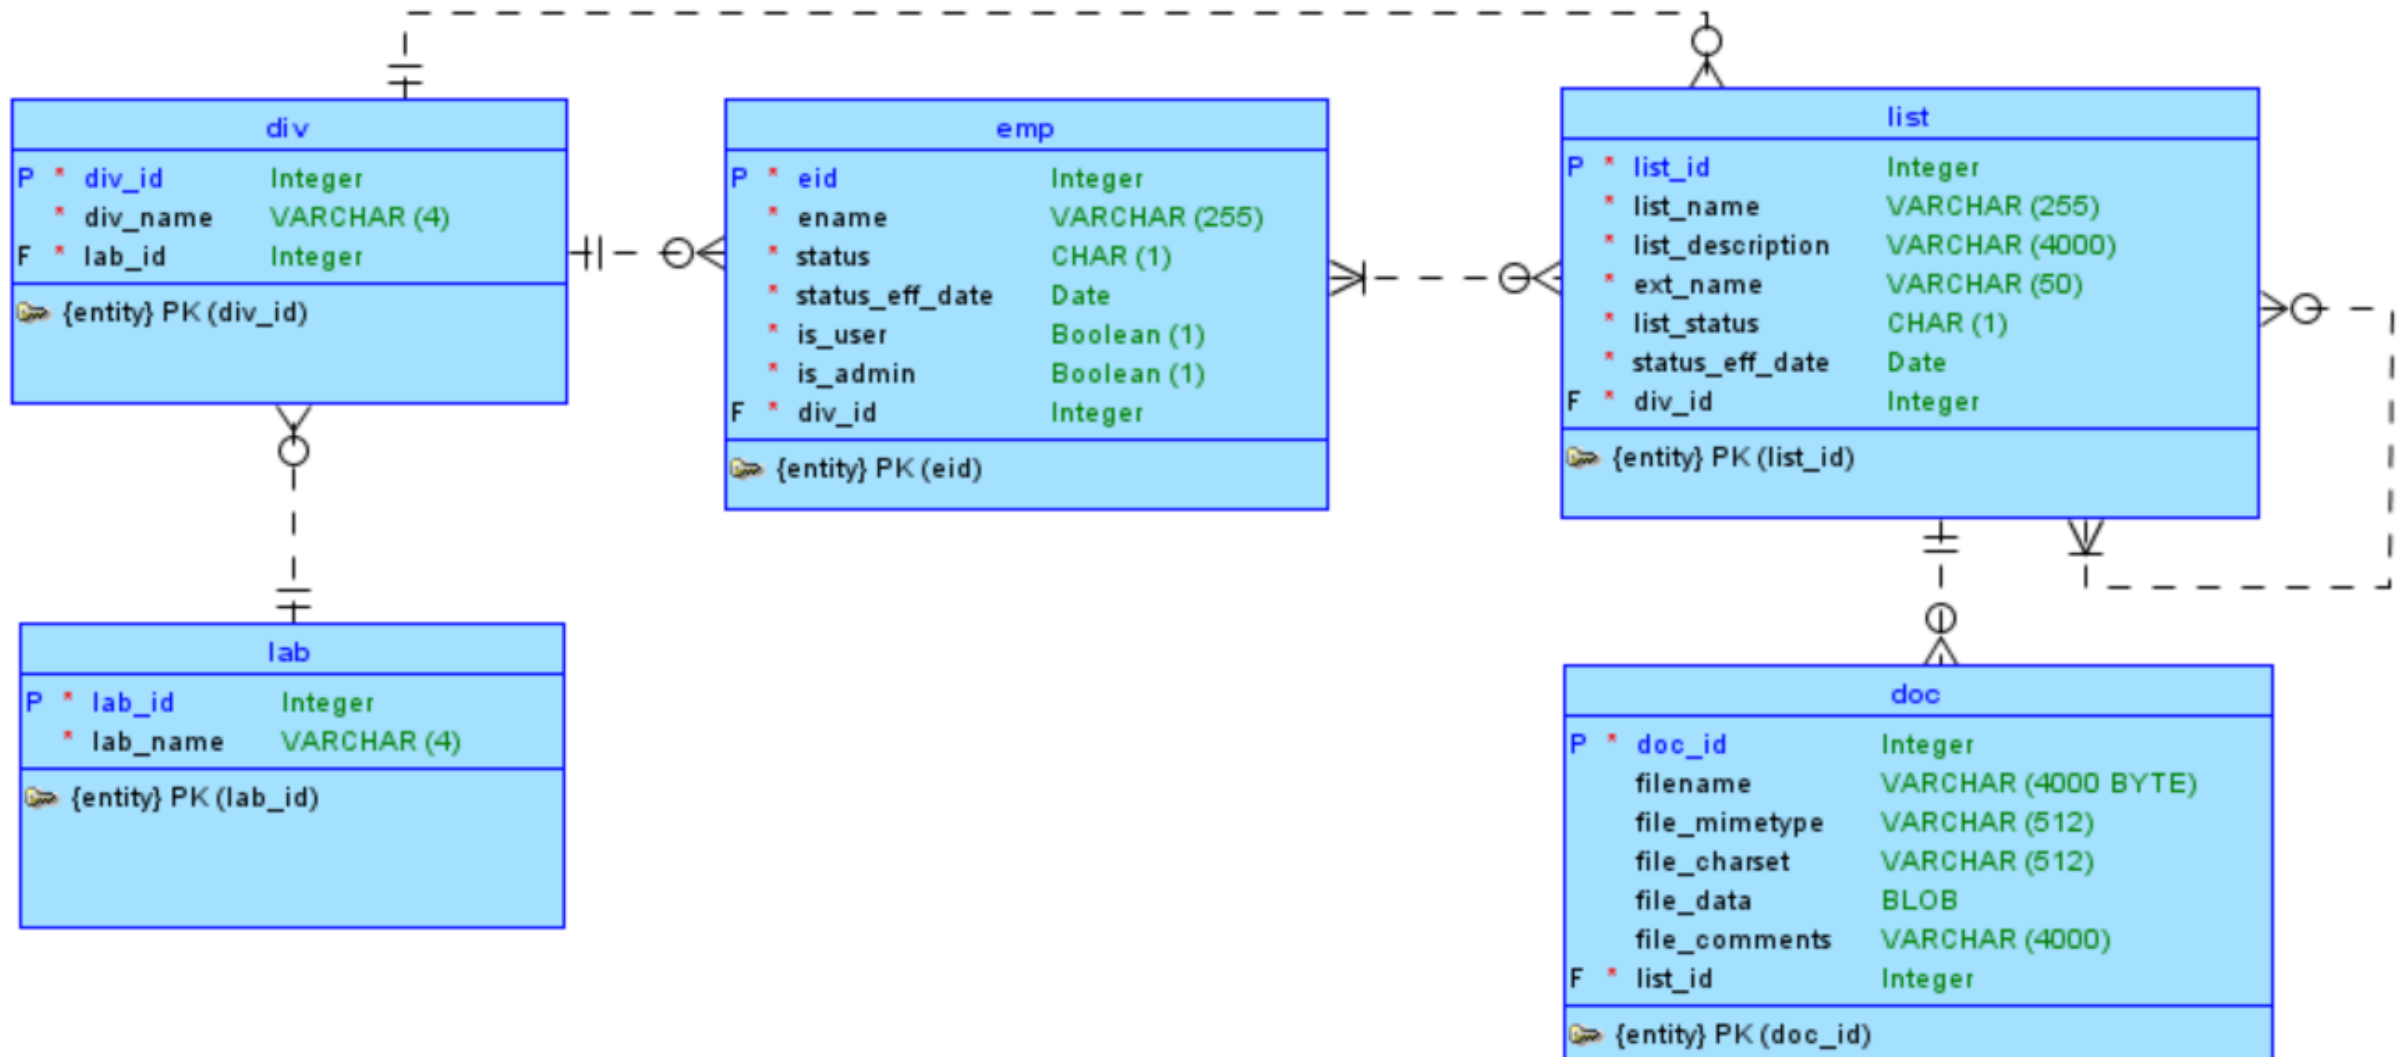 div
P * div_id Integer
* div_name VARCHAR (4)
F * lab_id Integer
{entity} PK (div_id)
emp
P * eid Integer
* ename VARCHAR (255)
* status CHAR (1)
* status_eff_date Date
* is_user Boolean (1)
* is_admin Boolean (1)
F * div_id Integer
{entity} PK (eid)
list
P * list_id Integer
* list_name VARCHAR (255)
* list_description VARCHAR (4000)
* ext_name VARCHAR (50)
* list_status CHAR (1)
* status_eff_date Date
F * div_id Integer
{entity} PK (list_id)
lab
P * lab_id Integer
* lab_name VARCHAR (4)
{entity} PK (lab_id)
doc
P * doc_id Integer
filename VARCHAR (4000 BYTE)
file_mimetype VARCHAR (512)
file_charset VARCHAR (512)
file_data BLOB
file_comments VARCHAR (4000)
F * list_id Integer
{entity} PK (doc_id)